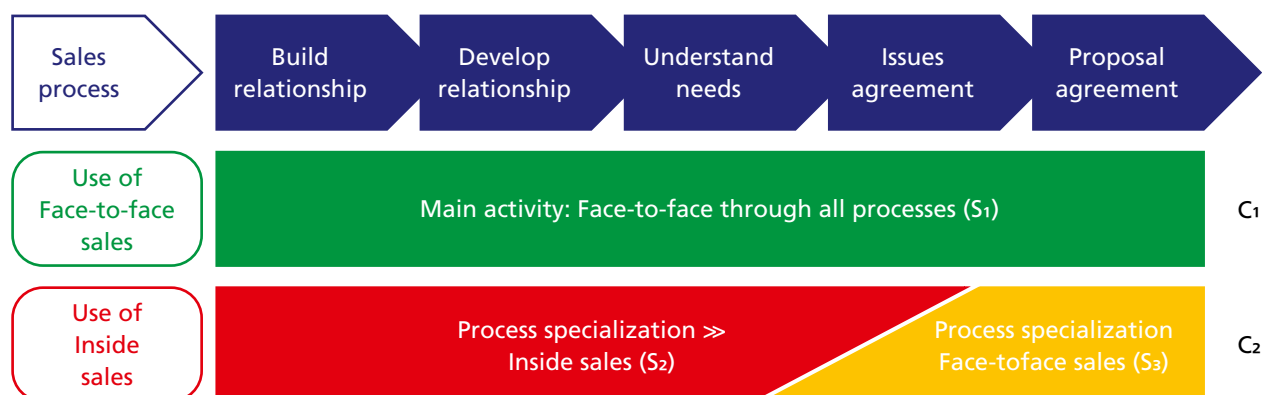 Sales
process
Build
relationship
Develop
relationship
Understand
needs
Issues
agreement
Proposal
agreement
Use of
Face-to-face
sales
Main activity: Face-to-face through all processes (S₁)
C₁
Use of
Inside
sales
Process specialization ≫
Inside sales (S₂)
Process specialization
Face-toface sales (S₃)
C₂